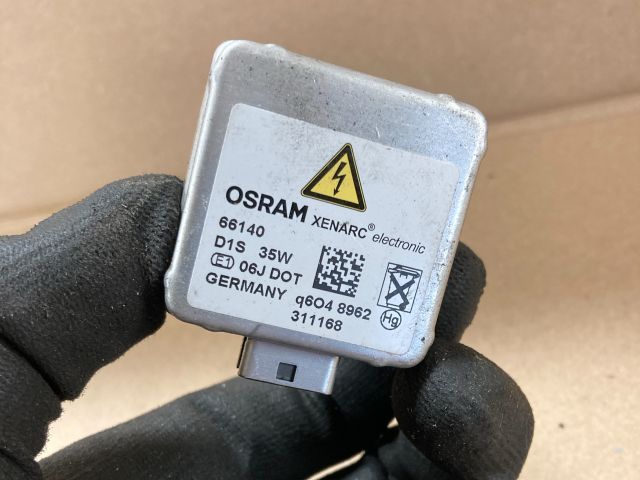 OSRAM XENARC® electronic
66140
D1S 35W
E1 06J DOT
GERMANY q6O4 8962
311168
Hg